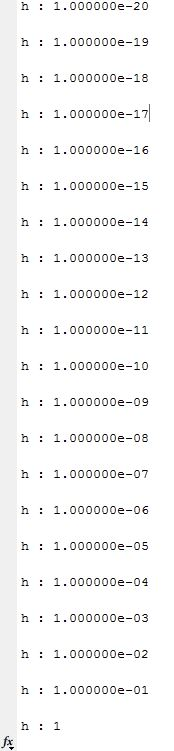 h : 1.000000e-20
h : 1.000000e-19
h : 1.000000e-18
h : 1.000000e-17
h : 1.000000e-16
h : 1.000000e-15
h : 1.000000e-14
h : 1.000000e-13
h : 1.000000e-12
h : 1.000000e-11
h : 1.000000e-10
h : 1.000000e-09
h : 1.000000e-08
h : 1.000000e-07
h : 1.000000e-06
h : 1.000000e-05
h : 1.000000e-04
h : 1.000000e-03
h : 1.000000e-02
h : 1.000000e-01
h : 1
fx